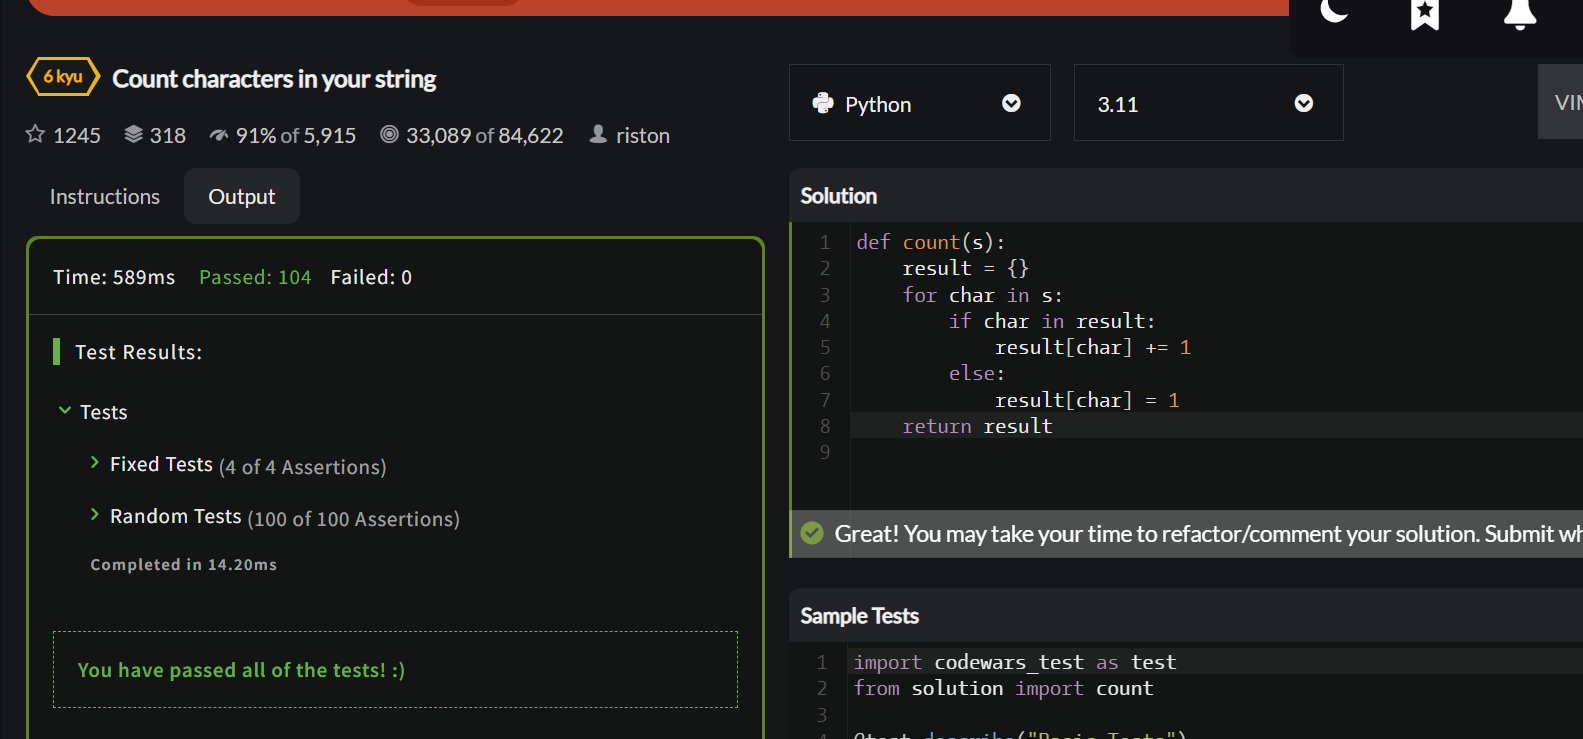 6 kyu Count characters in your string
1245 318 91% of 5,915 33,089 of 84,622 riston
Instructions Output
Time: 589ms Passed: 104 Failed: 0
Test Results:
Tests
Fixed Tests (4 of 4 Assertions)
Random Tests (100 of 100 Assertions)
Completed in 14.20ms
You have passed all of the tests! :)
Python 3.11
Solution
1 def count(s):
2     result = {}
3     for char in s:
4         if char in result:
5             result[char] += 1
6         else:
7             result[char] = 1
8     return result
9
Great! You may take your time to refactor/comment your solution. Submit
Sample Tests
1 import codewars_test as test
2 from solution import count
3
4 @test.describe("Basic Tests")